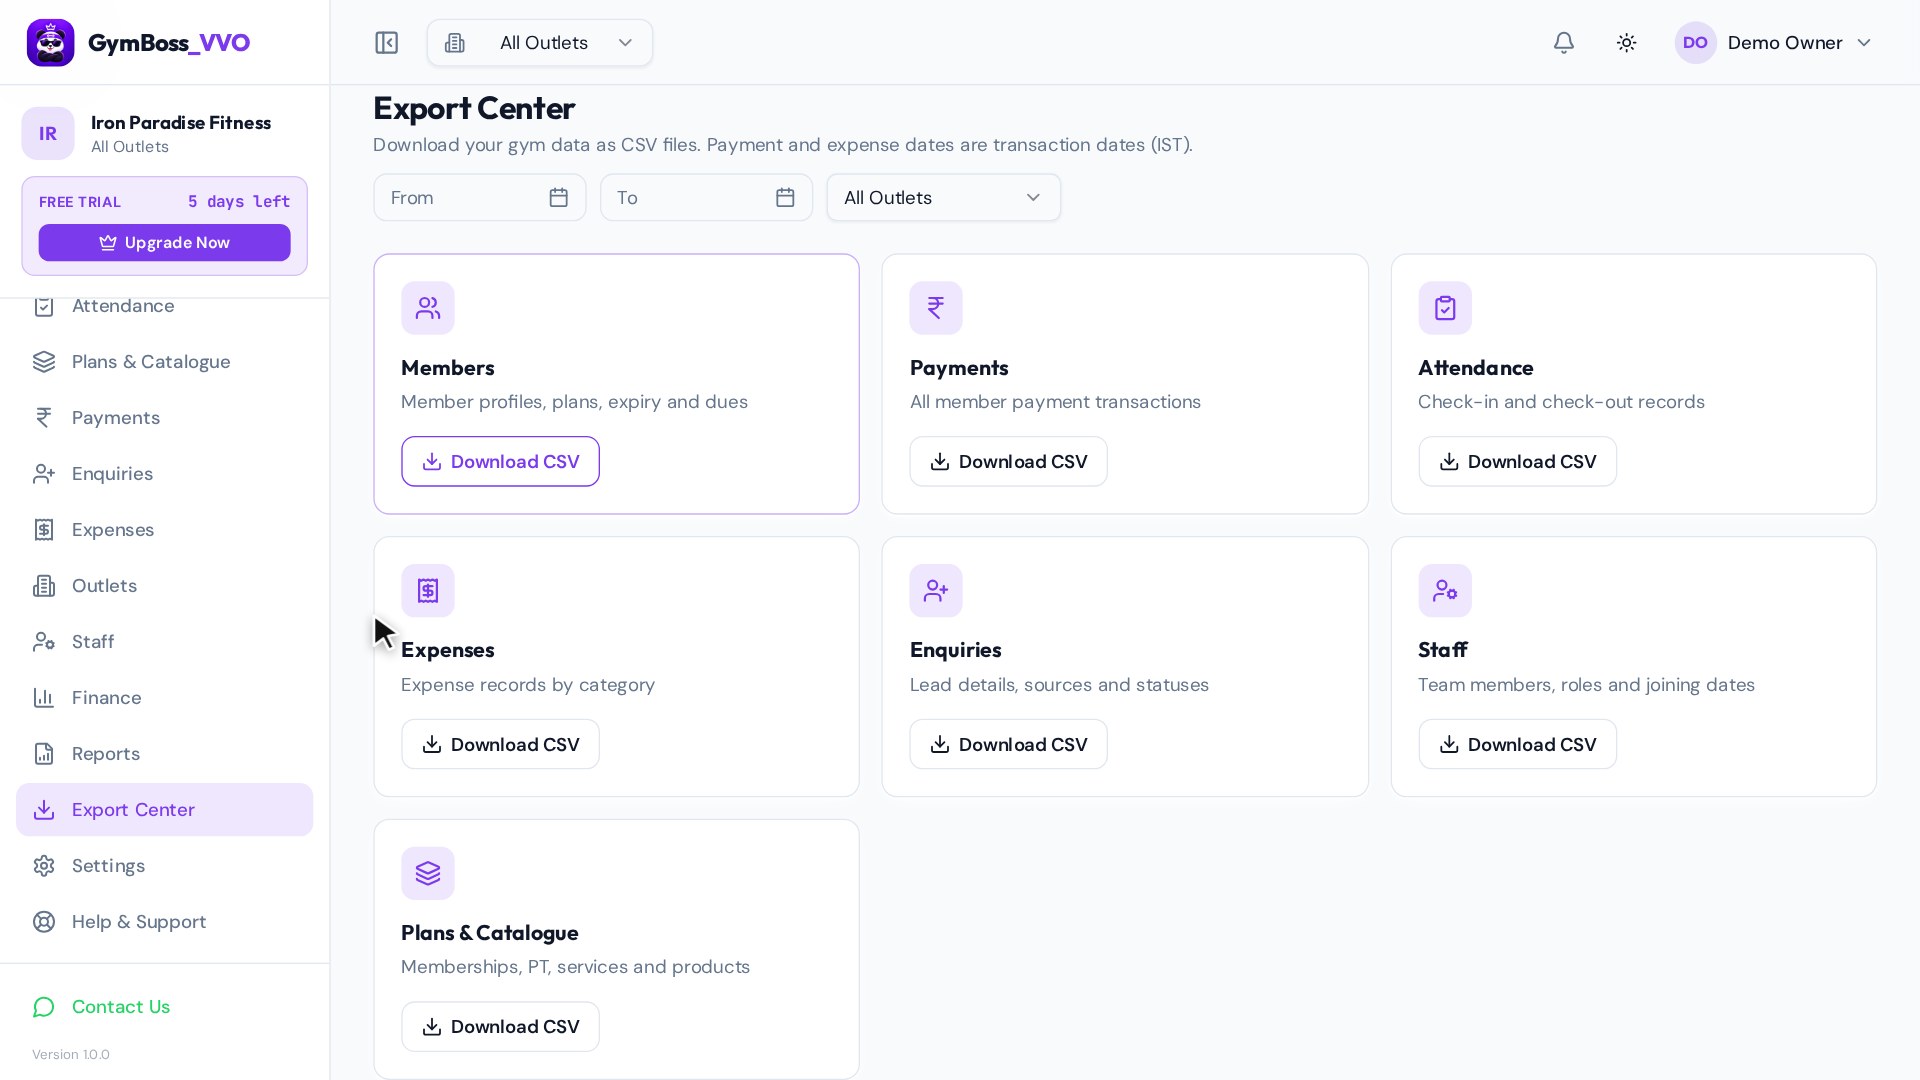 GymBoss_VVO
All Outlets
DO
Demo Owner
IR
Iron Paradise Fitness
All Outlets
FREE TRIAL
5 days left
Upgrade Now
Attendance
Plans & Catalogue
Payments
Enquiries
Expenses
Outlets
Staff
Finance
Reports
Export Center
Settings
Help & Support
Contact Us
Version 1.0.0
Export Center
Download your gym data as CSV files. Payment and expense dates are transaction dates (IST).
From
To
All Outlets
Members
Member profiles, plans, expiry and dues
Download CSV
Payments
All member payment transactions
Download CSV
Attendance
Check-in and check-out records
Download CSV
Expenses
Expense records by category
Download CSV
Enquiries
Lead details, sources and statuses
Download CSV
Staff
Team members, roles and joining dates
Download CSV
Plans & Catalogue
Memberships, PT, services and products
Download CSV